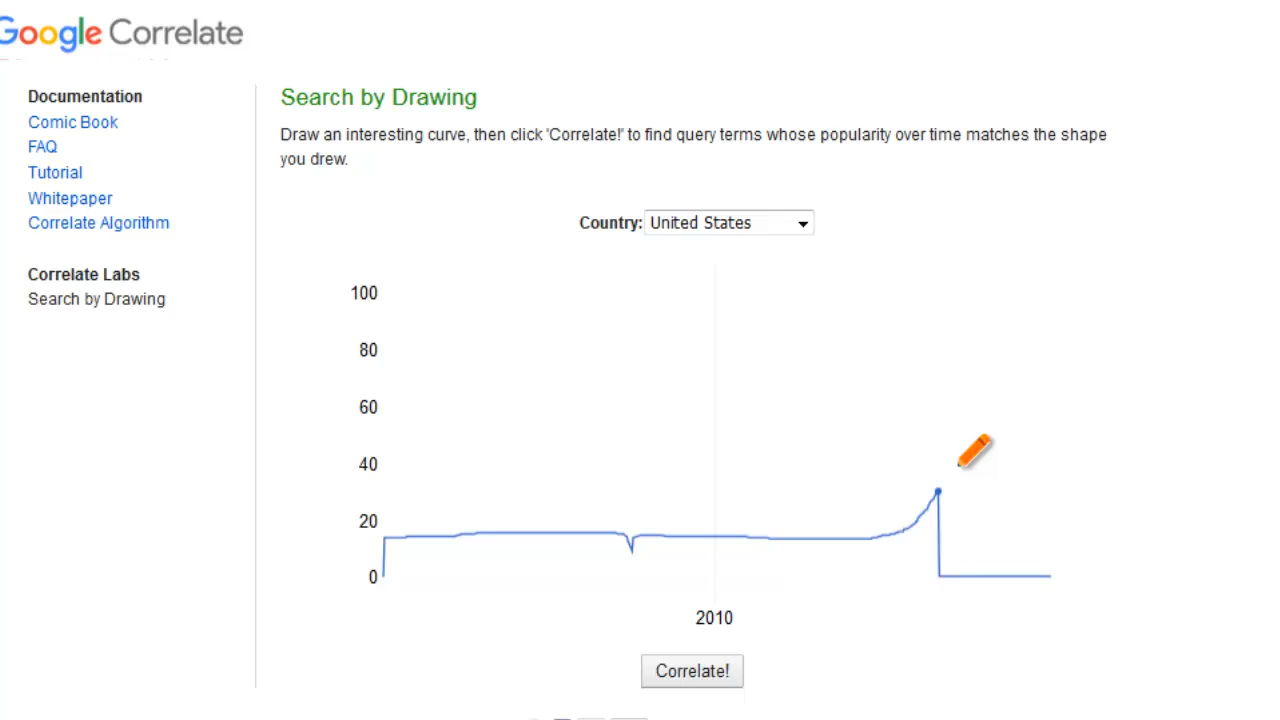 Google Correlate
Documentation
Comic Book
FAQ
Tutorial
Whitepaper
Correlate Algorithm
Correlate Labs
Search by Drawing
Search by Drawing
Draw an interesting curve, then click 'Correlate!' to find query terms whose popularity over time matches the shape
you drew.
Country: United States
100
80
60
40
20
0
2010
Correlate!